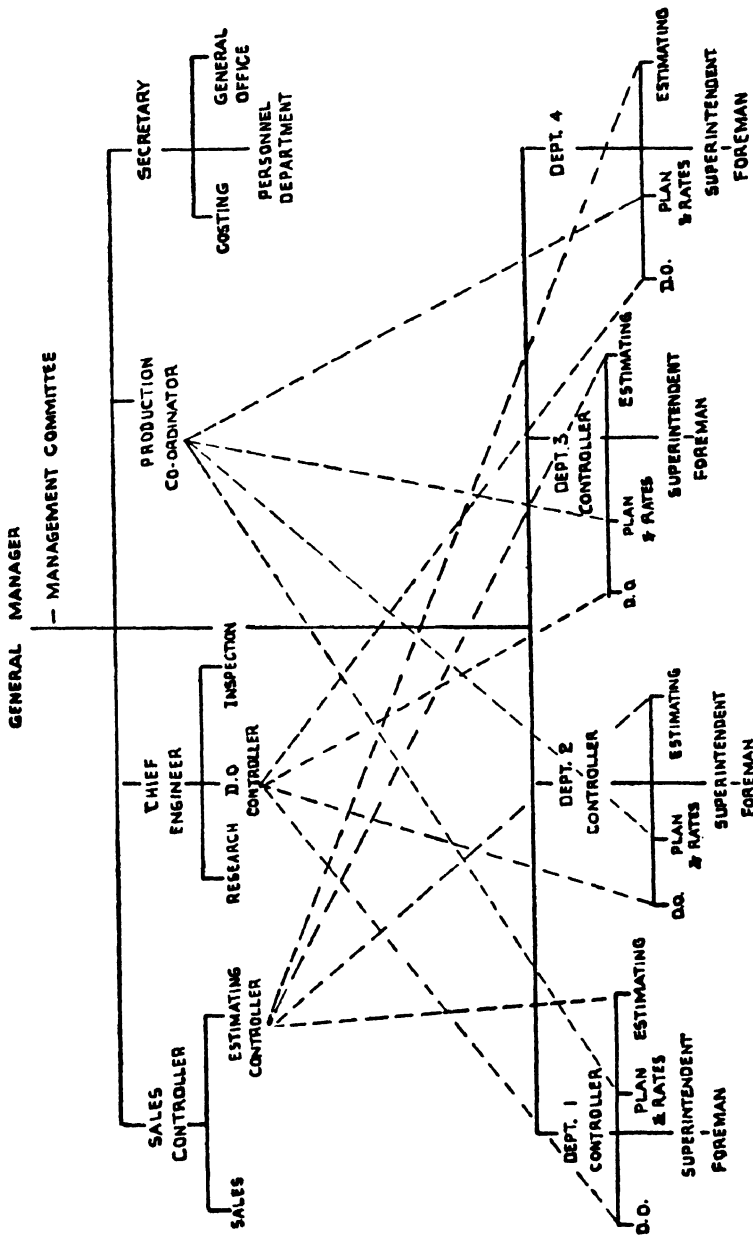 GENERAL MANAGER
— MANAGEMENT COMMITTEE
SALES
CONTROLLER
CHIEF
ENGINEER
PRODUCTION
CO-ORDINATOR
SECRETARY
SALES
ESTIMATING
CONTROLLER
RESEARCH
D.O
CONTROLLER
INSPECTION
COSTING
GENERAL
OFFICE
PERSONNEL
DEPARTMENT
DEPT. 1
CONTROLLER
DEPT. 2
CONTROLLER
DEPT. 3
CONTROLLER
DEPT. 4
D.O.
PLAN
& RATES
ESTIMATING
SUPERINTENDENT
FOREMAN
D.O.
PLAN
& RATES
ESTIMATING
SUPERINTENDENT
FOREMAN
D.O.
PLAN
& RATES
ESTIMATING
SUPERINTENDENT
FOREMAN
D.O.
PLAN
& RATES
ESTIMATING
SUPERINTENDENT
FOREMAN